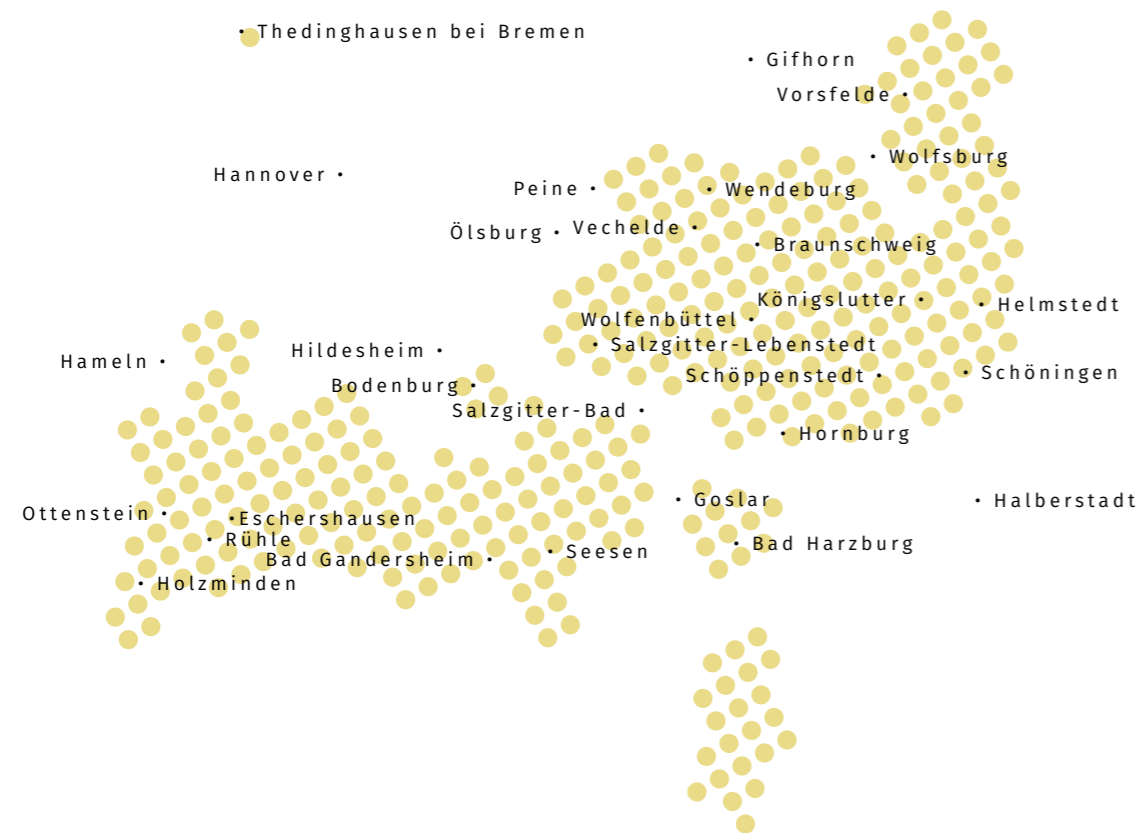 Thedinghausen bei Bremen
Gifhorn
Vorsfelde
Wolfsburg
Hannover
Peine
Wendeburg
Ölsburg
Vechelde
Braunschweig
Königslutter
Helmstedt
Wolfenbüttel
Salzgitter-Lebenstedt
Hildesheim
Hameln
Schöppenstedt
Schöningen
Bodenburg
Salzgitter-Bad
Hornburg
Goslar
Halberstadt
Ottenstein
Eschershausen
Rühle
Bad Harzburg
Seesen
Bad Gandersheim
Holzminden